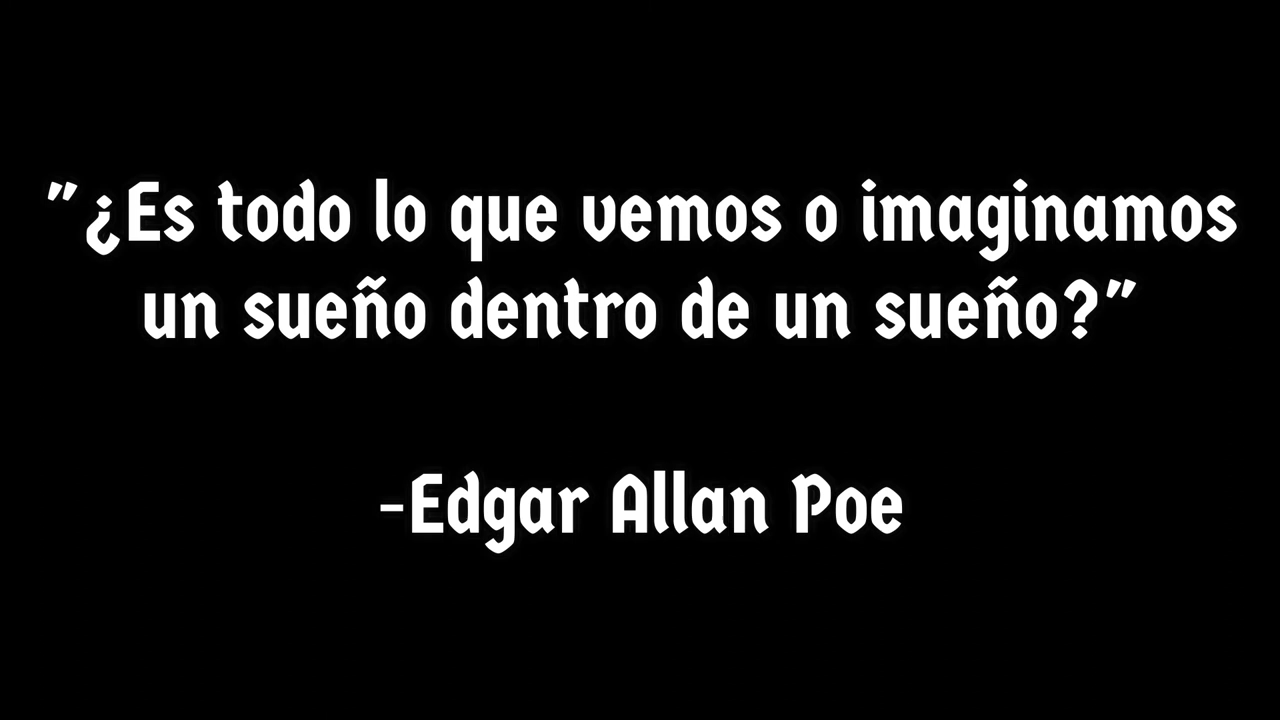 "¿Es todo lo que vemos o imaginamos
un sueño dentro de un sueño?"
-Edgar Allan Poe